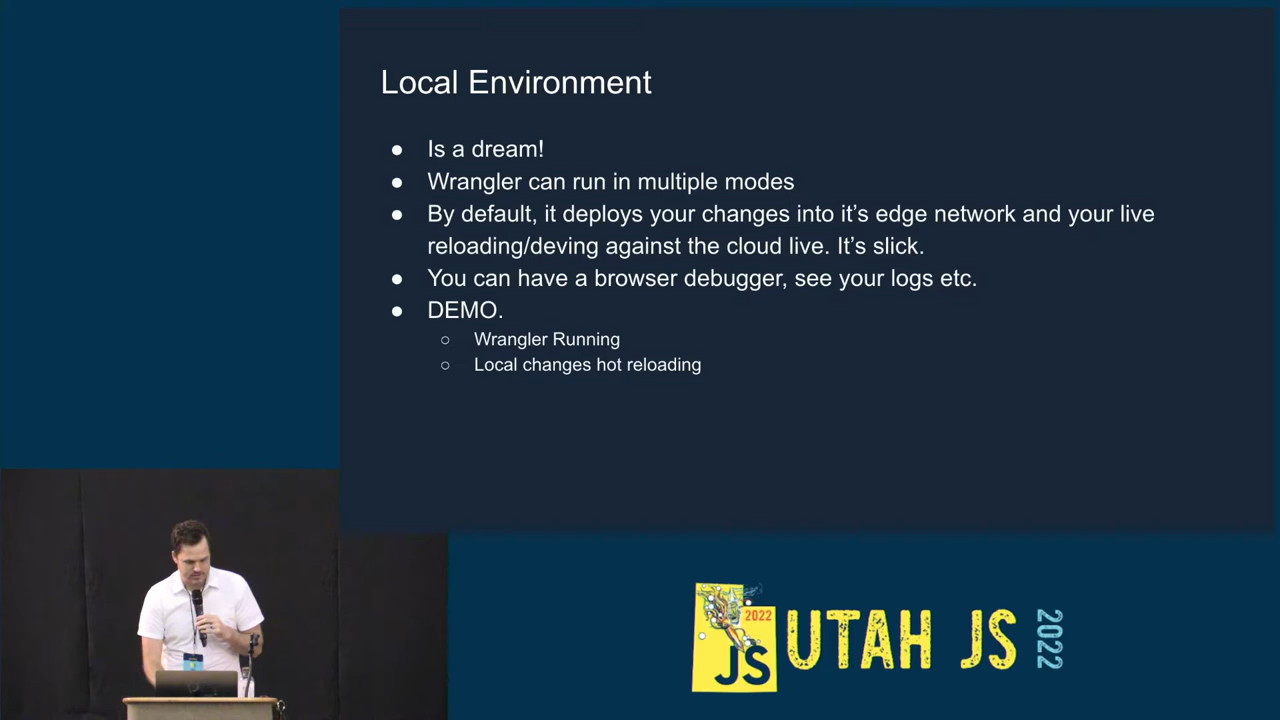 Local Environment
● Is a dream!
● Wrangler can run in multiple modes
● By default, it deploys your changes into it’s edge network and your live
reloading/deving against the cloud live. It’s slick.
● You can have a browser debugger, see your logs etc.
● DEMO.
○ Wrangler Running
○ Local changes hot reloading
2022
JS
UTAH JS
2022